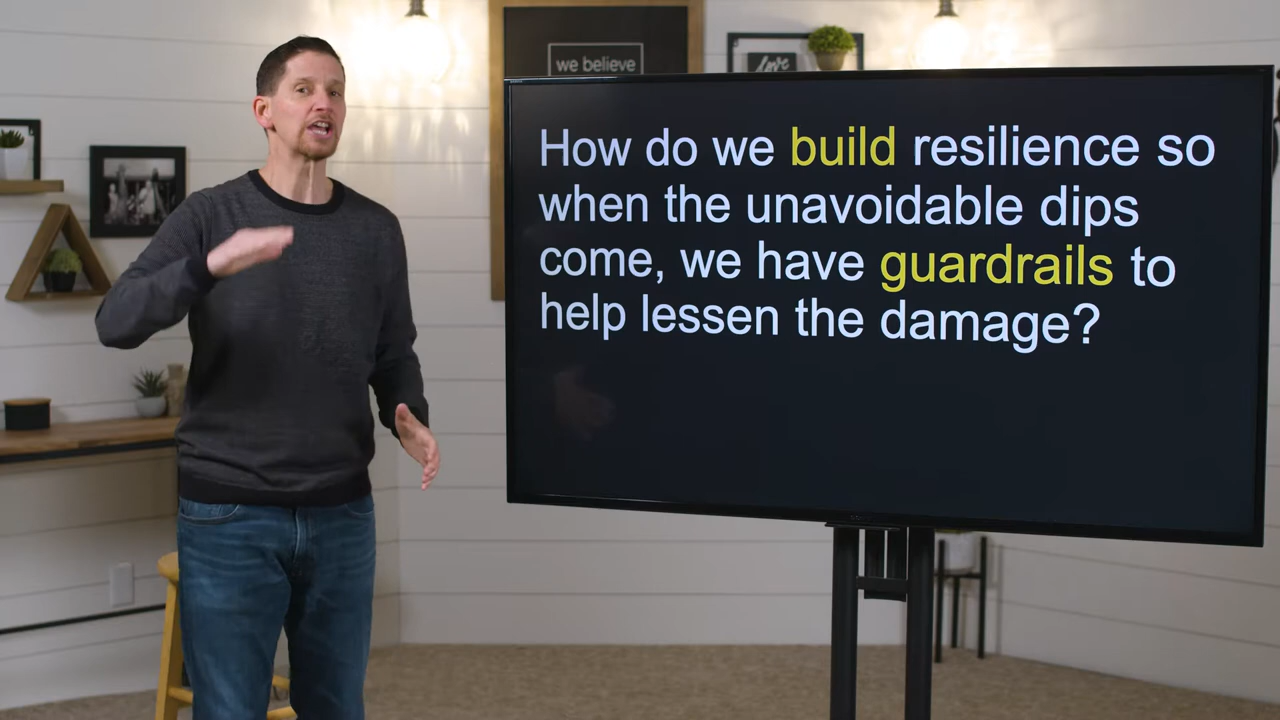 we believe
love
How do we build resilience so
when the unavoidable dips
come, we have guardrails to
help lessen the damage?